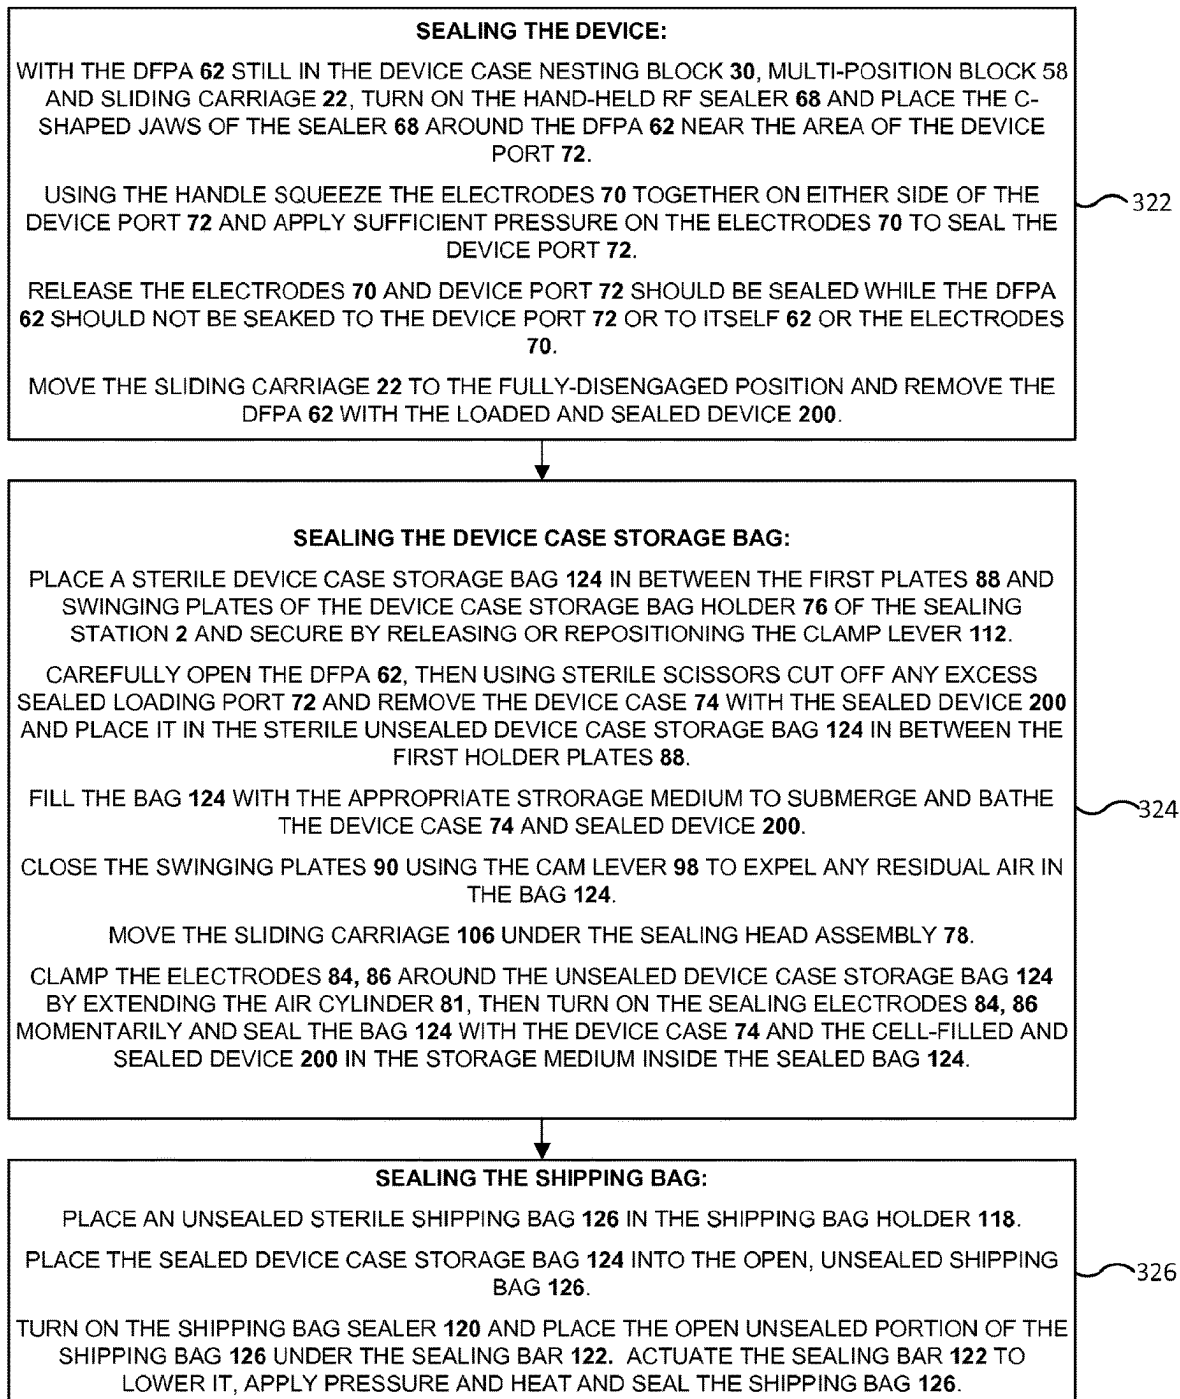 SEALING THE DEVICE:
WITH THE DFPA 62 STILL IN THE DEVICE CASE NESTING BLOCK 30, MULTI-POSITION BLOCK 58
AND SLIDING CARRIAGE 22, TURN ON THE HAND-HELD RF SEALER 68 AND PLACE THE C-
SHAPED JAWS OF THE SEALER 68 AROUND THE DFPA 62 NEAR THE AREA OF THE DEVICE
PORT 72.
USING THE HANDLE SQUEEZE THE ELECTRODES 70 TOGETHER ON EITHER SIDE OF THE
DEVICE PORT 72 AND APPLY SUFFICIENT PRESSURE ON THE ELECTRODES 70 TO SEAL THE
DEVICE PORT 72.
RELEASE THE ELECTRODES 70 AND DEVICE PORT 72 SHOULD BE SEALED WHILE THE DFPA
62 SHOULD NOT BE SEAKED TO THE DEVICE PORT 72 OR TO ITSELF 62 OR THE ELECTRODES
70.
MOVE THE SLIDING CARRIAGE 22 TO THE FULLY-DISENGAGED POSITION AND REMOVE THE
DFPA 62 WITH THE LOADED AND SEALED DEVICE 200.
322
SEALING THE DEVICE CASE STORAGE BAG:
PLACE A STERILE DEVICE CASE STORAGE BAG 124 IN BETWEEN THE FIRST PLATES 88 AND
SWINGING PLATES OF THE DEVICE CASE STORAGE BAG HOLDER 76 OF THE SEALING
STATION 2 AND SECURE BY RELEASING OR REPOSITIONING THE CLAMP LEVER 112.
CAREFULLY OPEN THE DFPA 62, THEN USING STERILE SCISSORS CUT OFF ANY EXCESS
SEALED LOADING PORT 72 AND REMOVE THE DEVICE CASE 74 WITH THE SEALED DEVICE 200
AND PLACE IT IN THE STERILE UNSEALED DEVICE CASE STORAGE BAG 124 IN BETWEEN THE
FIRST HOLDER PLATES 88.
FILL THE BAG 124 WITH THE APPROPRIATE STRORAGE MEDIUM TO SUBMERGE AND BATHE
THE DEVICE CASE 74 AND SEALED DEVICE 200.
CLOSE THE SWINGING PLATES 90 USING THE CAM LEVER 98 TO EXPEL ANY RESIDUAL AIR IN
THE BAG 124.
MOVE THE SLIDING CARRIAGE 106 UNDER THE SEALING HEAD ASSEMBLY 78.
CLAMP THE ELECTRODES 84, 86 AROUND THE UNSEALED DEVICE CASE STORAGE BAG 124
BY EXTENDING THE AIR CYLINDER 81, THEN TURN ON THE SEALING ELECTRODES 84, 86
MOMENTARILY AND SEAL THE BAG 124 WITH THE DEVICE CASE 74 AND THE CELL-FILLED AND
SEALED DEVICE 200 IN THE STORAGE MEDIUM INSIDE THE SEALED BAG 124.
324
SEALING THE SHIPPING BAG:
PLACE AN UNSEALED STERILE SHIPPING BAG 126 IN THE SHIPPING BAG HOLDER 118.
PLACE THE SEALED DEVICE CASE STORAGE BAG 124 INTO THE OPEN, UNSEALED SHIPPING
BAG 126.
TURN ON THE SHIPPING BAG SEALER 120 AND PLACE THE OPEN UNSEALED PORTION OF THE
SHIPPING BAG 126 UNDER THE SEALING BAR 122. ACTUATE THE SEALING BAR 122 TO
LOWER IT, APPLY PRESSURE AND HEAT AND SEAL THE SHIPPING BAG 126.
326